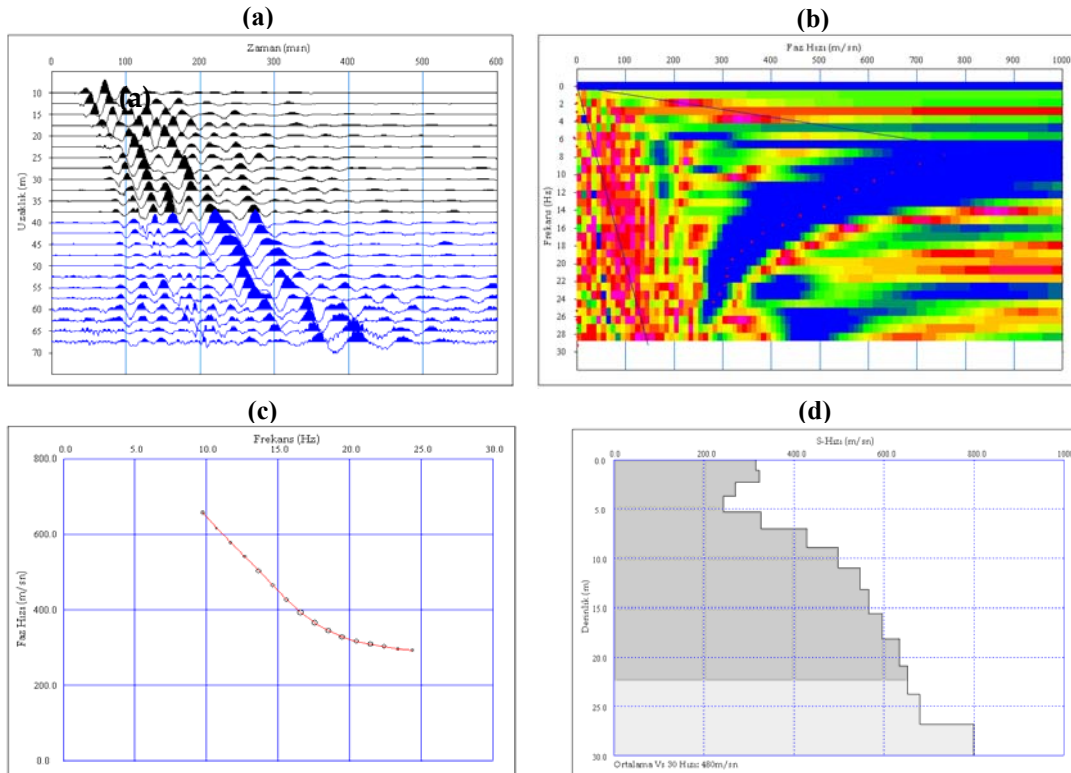 (a)
Zaman (msn)
0 100 200 300 400 500 600
(a)
Uzaklık (m)
10
15
20
25
30
35
40
45
50
55
60
65
70
(b)
Faz Hızı (m/sn)
0 100 200 300 400 500 600 700 800 900 1000
Frekans (Hz)
0
2
4
6
8
10
12
14
16
18
20
22
24
26
28
30
(c)
Frekans (Hz)
0.0 5.0 10.0 15.0 20.0 25.0 30.0
Faz Hızı (m/sn)
800.0
600.0
400.0
200.0
0.0
(d)
S-Hızı (m/sn)
0.0 200.0 400.0 600.0 800.0 1000
Derinlik (m)
0.0
5.0
10.0
15.0
20.0
25.0
30.0
Ortalama Vs 30 Hızı: 480m/sn